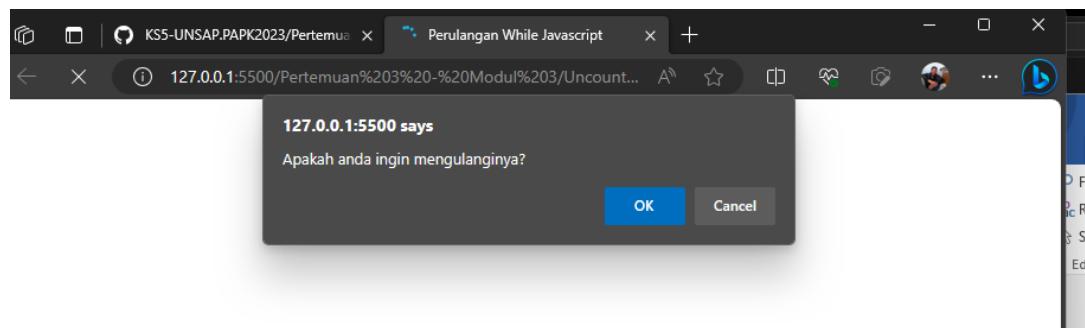 KS5-UNSAP.PAPK2023/Pertemua
Perulangan While Javascript
127.0.0.1:5500/Pertemuan%203%20-%20Modul%203/Uncount...
127.0.0.1:5500 says
Apakah anda ingin mengulanginya?
OK
Cancel
F
R
S
Ed